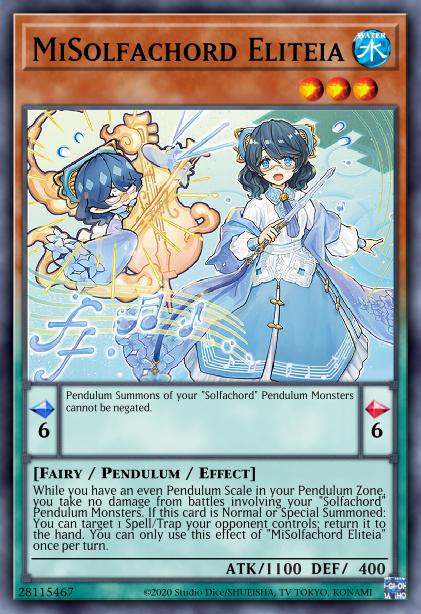 MiSolfachord Eliteia
WATER
水
Pendulum Summons of your "Solfachord" Pendulum Monsters
cannot be negated.
6
6
[Fairy / Pendulum / Effect]
While you have an even Pendulum Scale in your Pendulum Zone,
you take no damage from battles involving your "Solfachord"
Pendulum Monsters. If this card is Normal or Special Summoned:
You can target 1 Spell/Trap your opponent controls; return it to
the hand. You can only use this effect of "MiSolfachord Eliteia"
once per turn.
ATK/1100 DEF/ 400
28115467
©2020 Studio Dice/SHUEISHA, TV TOKYO, KONAMI